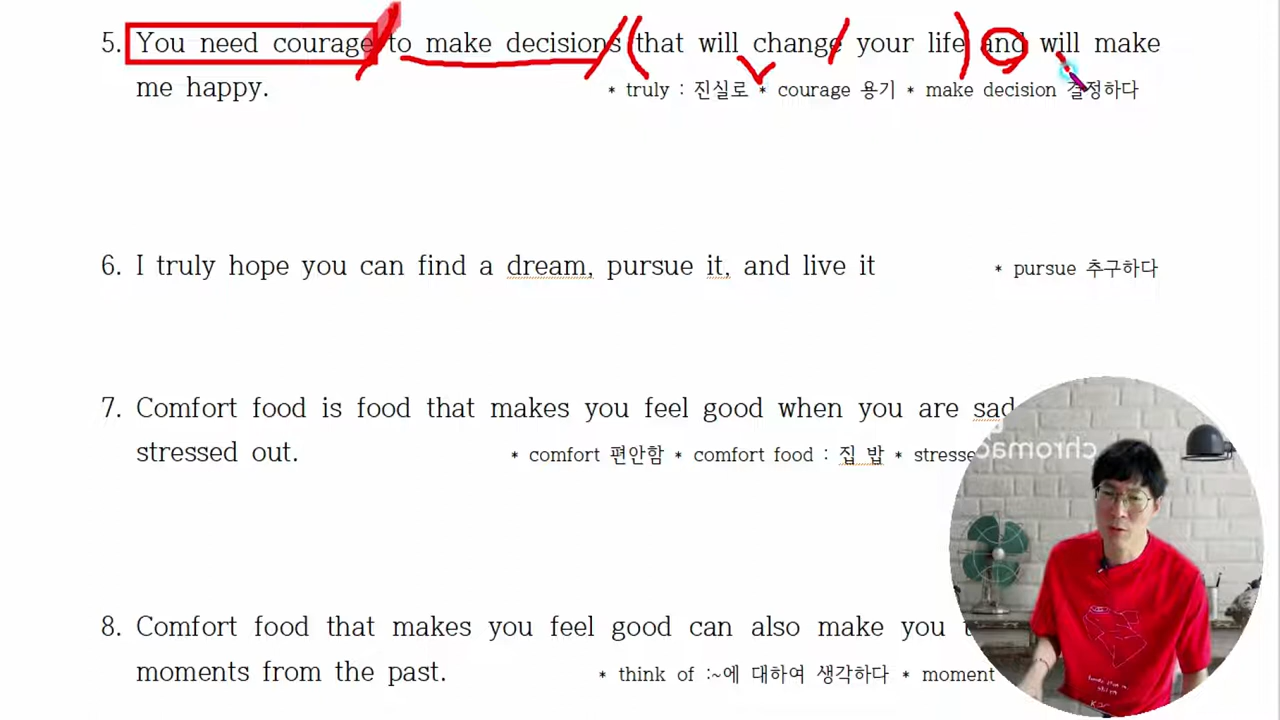 5. You need courage to make decisions that will change your life and will make
me happy.
* truly : 진실로 * courage 용기 * make decision 결정하다
6. I truly hope you can find a dream, pursue it, and live it
* pursue 추구하다
7. Comfort food is food that makes you feel good when you are sad
stressed out.
* comfort 편안함 * comfort food : 집 밥 *
8. Comfort food that makes you feel good can also make you
moments from the past.
* think of :~에 대하여 생각하다 * moment